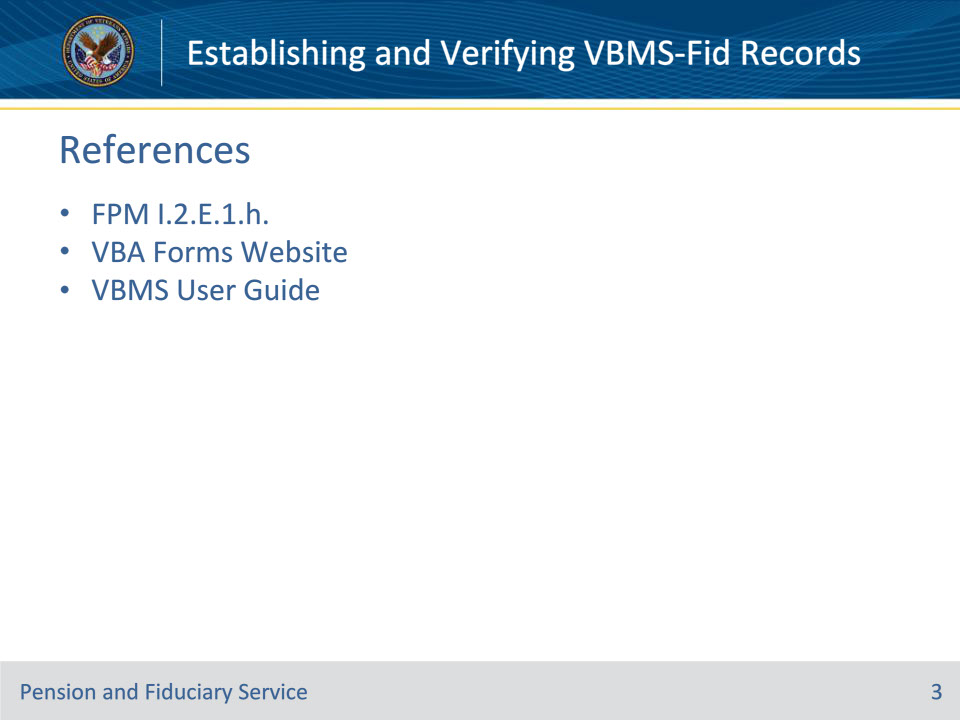 DEPARTMENT OF VETERANS AFFAIRS
UNITED STATES OF AMERICA
Establishing and Verifying VBMS-Fid Records
References
• FPM I.2.E.1.h.
• VBA Forms Website
• VBMS User Guide
Pension and Fiduciary Service
3